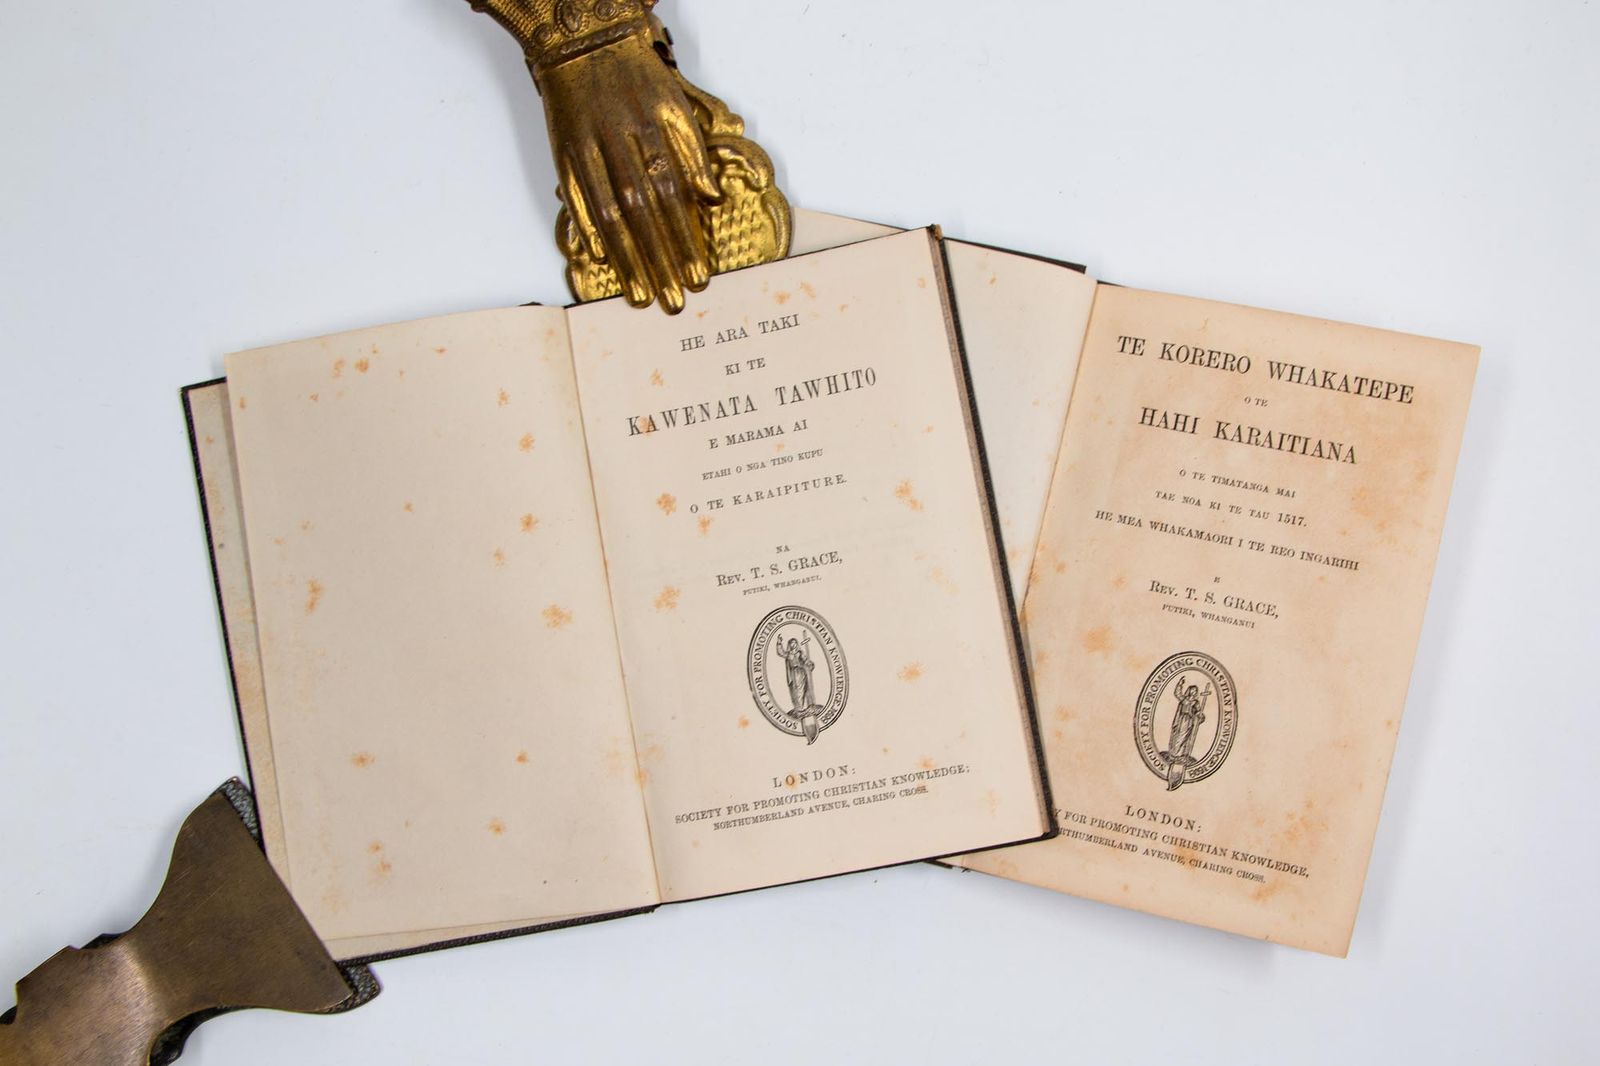 HE ARA TAKI
KI TE
KAWENATA TAWHITO
E MARAMA AI
ETAHI O NGA TINO KUPU
O TE KARAIPITURE.
NA
REV. T. S. GRACE,
PUTIKI, WHANGANUI.
SOCIETY FOR PROMOTING CHRISTIAN KNOWLEDGE 1698
LONDON:
SOCIETY FOR PROMOTING CHRISTIAN KNOWLEDGE;
NORTHUMBERLAND AVENUE, CHARING CROSS.
TE KORERO WHAKATEPE
O TE
HAHI KARAITIANA
O TE TIMATANGA MAI
TAE NOA KI TE TAU 1517.
HE MEA WHAKAMAORI I TE REO INGARIHI
E
REV. T. S. GRACE,
PUTIKI, WHANGANUI
SOCIETY FOR PROMOTING CHRISTIAN KNOWLEDGE 1698
LONDON:
Y FOR PROMOTING CHRISTIAN KNOWLEDGE,
RTHUMBERLAND AVENUE, CHARING CROSS.